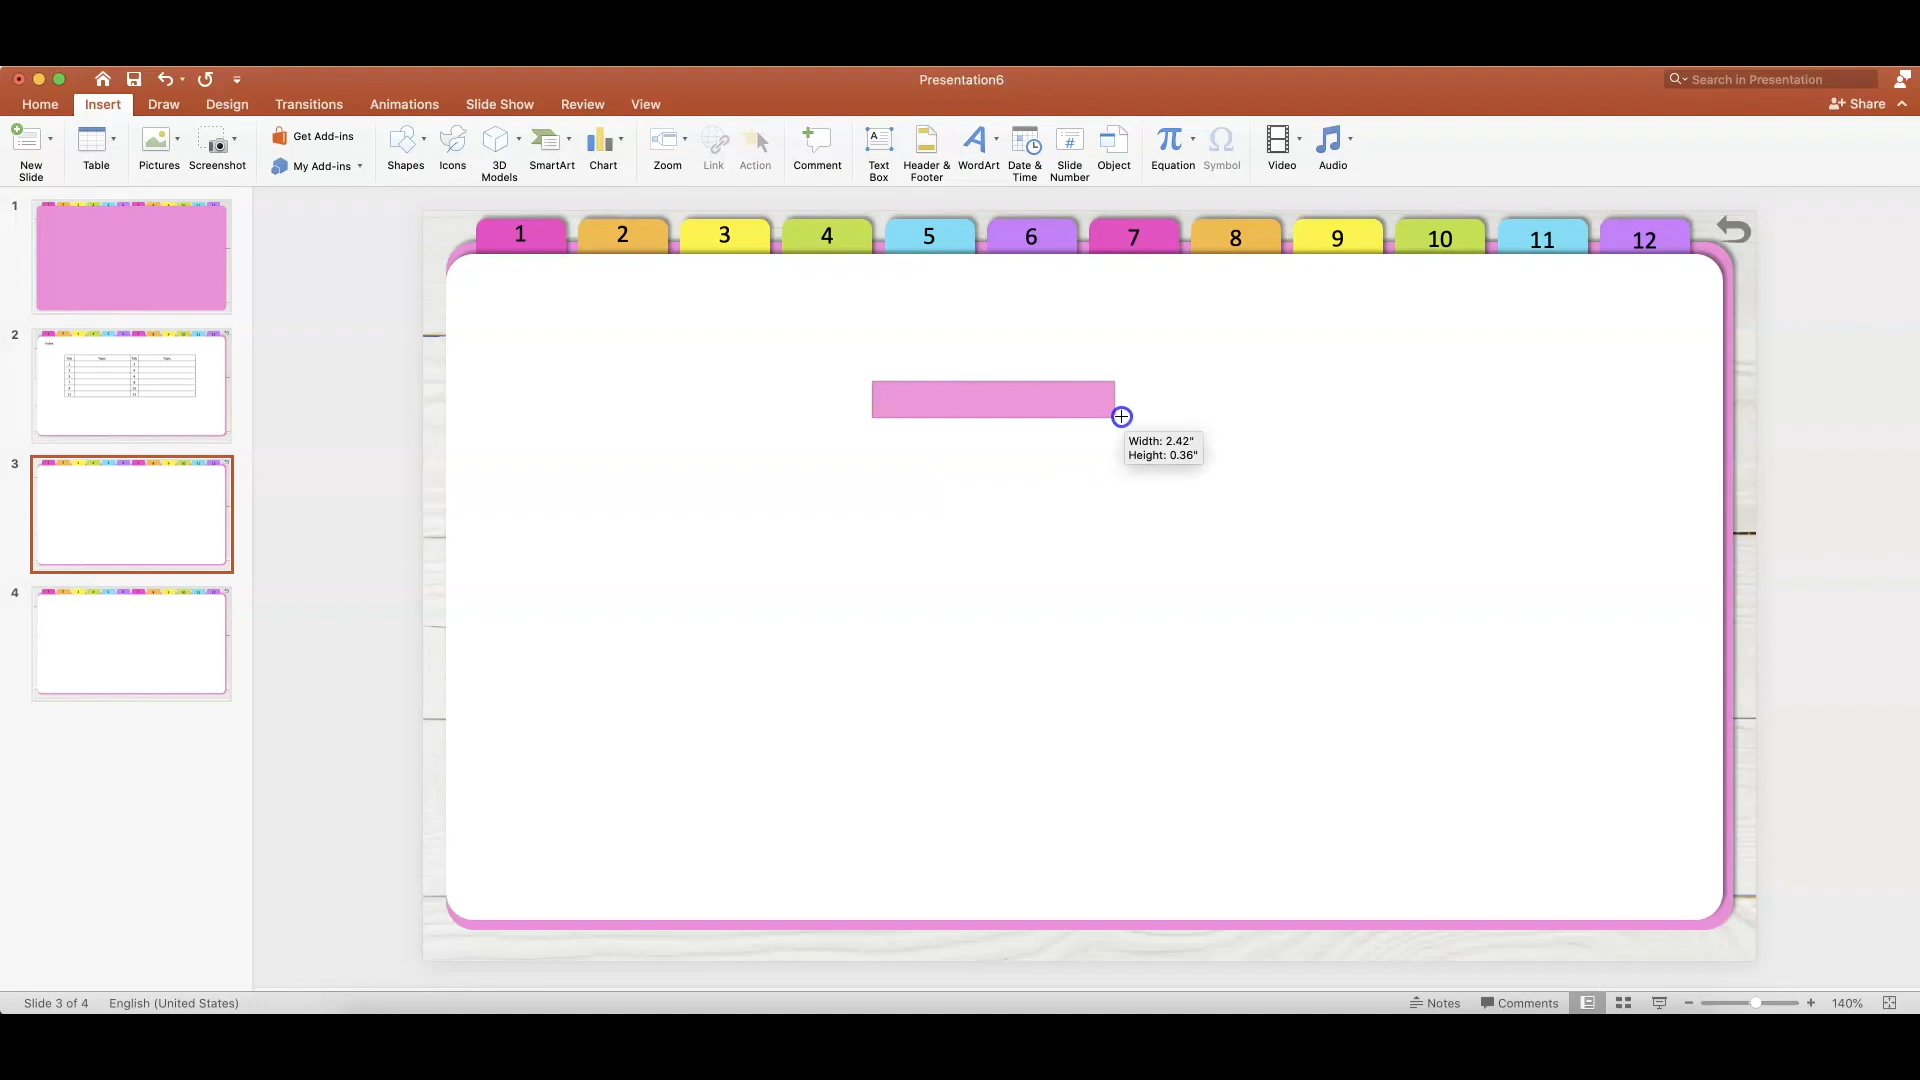 Presentation6
Search in Presentation
Home Insert Draw Design Transitions Animations Slide Show Review View
Share
New Slide
Table
Pictures
Screenshot
Get Add-ins
My Add-ins
Shapes
Icons
3D Models
SmartArt
Chart
Zoom
Link
Action
Comment
Text Box
Header & Footer
WordArt
Date & Time
Slide Number
Object
Equation
Symbol
Video
Audio
1
2
3
4
1 2 3 4 5 6 7 8 9 10 11 12
Width: 2.42"
Height: 0.36"
Slide 3 of 4 English (United States)
Notes Comments 140%